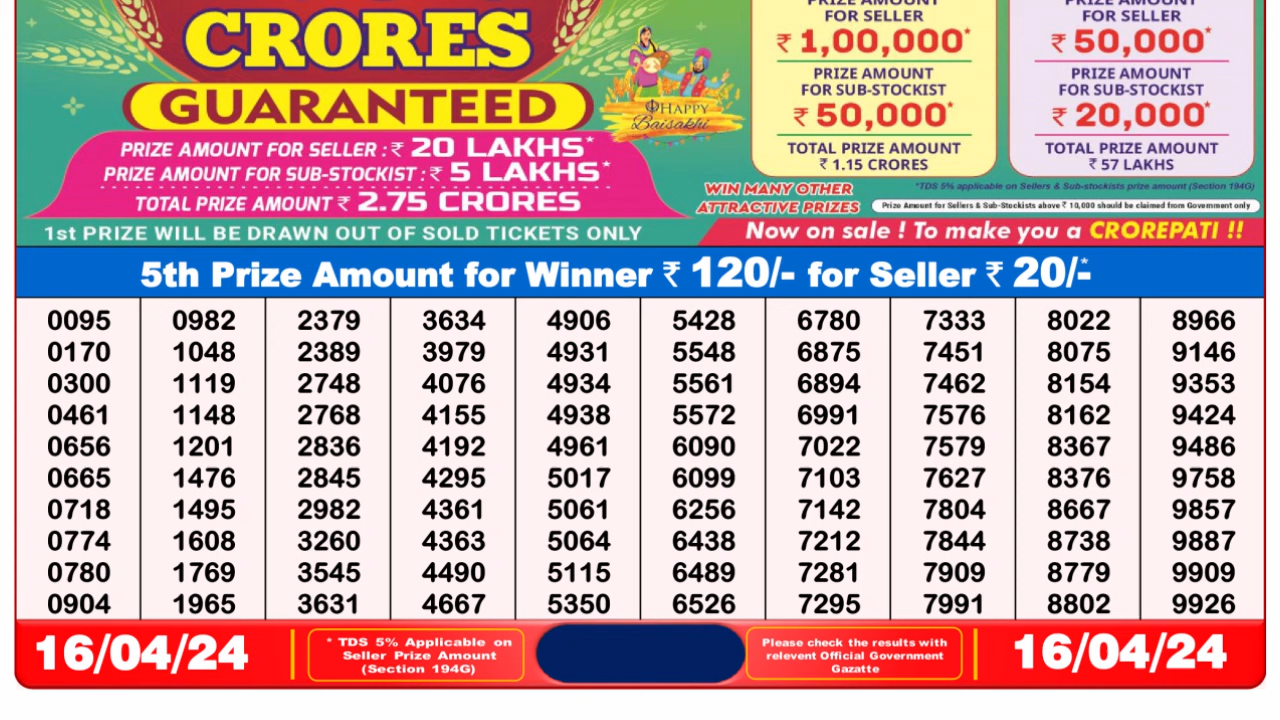 CRORES
GUARANTEED
PRIZE AMOUNT FOR SELLER : ₹ 20 LAKHS*
PRIZE AMOUNT FOR SUB-STOCKIST : ₹ 5 LAKHS*
TOTAL PRIZE AMOUNT ₹ 2.75 CRORES
1st PRIZE WILL BE DRAWN OUT OF SOLD TICKETS ONLY
HAPPY
Baisakhi
PRIZE AMOUNT
FOR SELLER
₹ 1,00,000*
PRIZE AMOUNT
FOR SUB-STOCKIST
₹ 50,000*
TOTAL PRIZE AMOUNT
₹ 1.15 CRORES
PRIZE AMOUNT
FOR SELLER
₹ 50,000*
PRIZE AMOUNT
FOR SUB-STOCKIST
₹ 20,000*
TOTAL PRIZE AMOUNT
₹ 57 LAKHS
WIN MANY OTHER
ATTRACTIVE PRIZES
*TDS 5% applicable on Sellers & Sub-stockists prize amount (Section 194G)
Prize Amount for Sellers & Sub-Stockists above ₹ 10,000 should be claimed from Government only
Now on sale ! To make you a CROREPATI !!
5th Prize Amount for Winner ₹ 120/- for Seller ₹ 20/-*
0095 0982 2379 3634 4906 5428 6780 7333 8022 8966
0170 1048 2389 3979 4931 5548 6875 7451 8075 9146
0300 1119 2748 4076 4934 5561 6894 7462 8154 9353
0461 1148 2768 4155 4938 5572 6991 7576 8162 9424
0656 1201 2836 4192 4961 6090 7022 7579 8367 9486
0665 1476 2845 4295 5017 6099 7103 7627 8376 9758
0718 1495 2982 4361 5061 6256 7142 7804 8667 9857
0774 1608 3260 4363 5064 6438 7212 7844 8738 9887
0780 1769 3545 4490 5115 6489 7281 7909 8779 9909
0904 1965 3631 4667 5350 6526 7295 7991 8802 9926
16/04/24
* TDS 5% Applicable on
Seller Prize Amount
(Section 194G)
Please check the results with
relevent Official Government
Gazatte
16/04/24